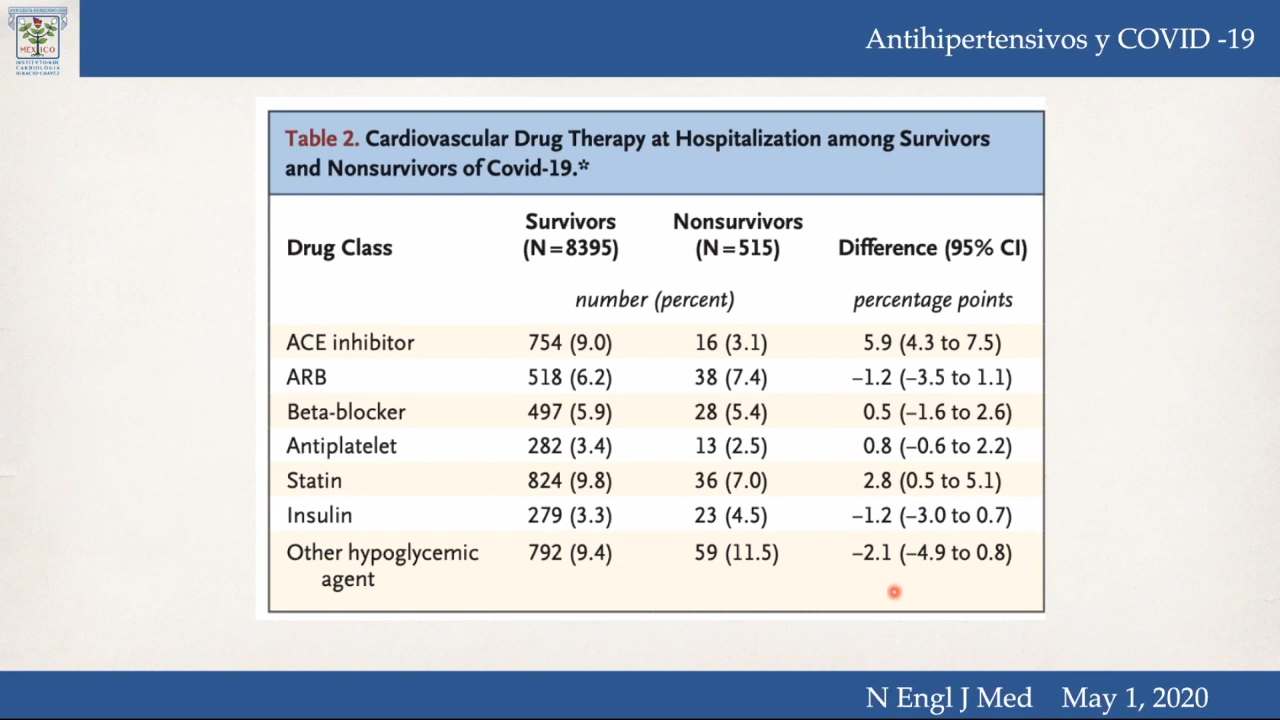 MEXICO
INSTITVTO·N·DE
CARDIOLOGIA
IGNACIO·CHAVEZ
Antihipertensivos y COVID -19
Table 2. Cardiovascular Drug Therapy at Hospitalization among Survivors
and Nonsurvivors of Covid-19.*
Drug Class Survivors (N=8395) Nonsurvivors (N=515) Difference (95% CI)
number (percent) percentage points
ACE inhibitor 754 (9.0) 16 (3.1) 5.9 (4.3 to 7.5)
ARB 518 (6.2) 38 (7.4) –1.2 (–3.5 to 1.1)
Beta-blocker 497 (5.9) 28 (5.4) 0.5 (–1.6 to 2.6)
Antiplatelet 282 (3.4) 13 (2.5) 0.8 (–0.6 to 2.2)
Statin 824 (9.8) 36 (7.0) 2.8 (0.5 to 5.1)
Insulin 279 (3.3) 23 (4.5) –1.2 (–3.0 to 0.7)
Other hypoglycemic 792 (9.4) 59 (11.5) –2.1 (–4.9 to 0.8)
agent
N Engl J Med May 1, 2020